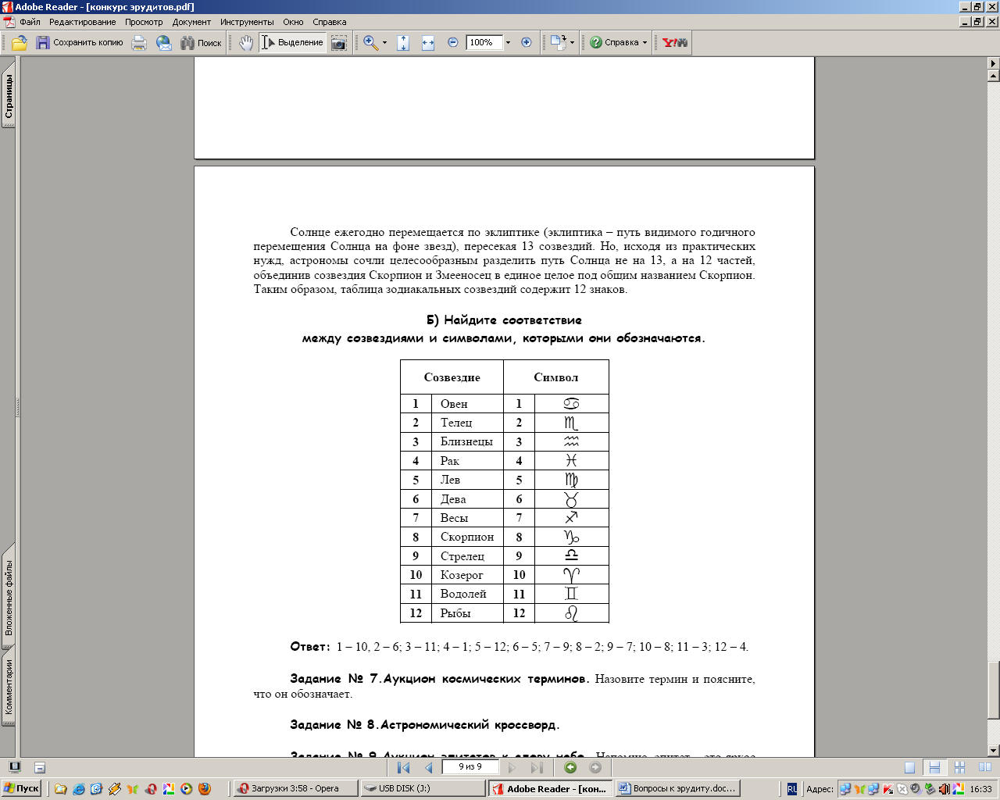 Adobe Reader - [конкурс эрудитов.pdf]
Файл Редактирование Просмотр Документ Инструменты Окно Справка
Сохранить копию Поиск Выделение 100% Справка Y!
Страницы
Солнце ежегодно перемещается по эклиптике (эклиптика – путь видимого годичного
перемещения Солнца на фоне звезд), пересекая 13 созвездий. Но, исходя из практических
нужд, астрономы сочли целесообразным разделить путь Солнца не на 13, а на 12 частей,
объединив созвездия Скорпион и Змееносец в единое целое под общим названием Скорпион.
Таким образом, таблица зодиакальных созвездий содержит 12 знаков.
Б) Найдите соответствие
между созвездиями и символами, которыми они обозначаются.
Созвездие Символ
1 Овен 1 ♋
2 Телец 2 ♏
3 Близнецы 3 ♒
4 Рак 4 ♓
5 Лев 5 ♍
6 Дева 6 ♉
7 Весы 7 ♐
8 Скорпион 8 ♑
9 Стрелец 9 ♎
10 Козерог 10 ♈
11 Водолей 11 ♊
12 Рыбы 12 ♌
Ответ: 1 – 10, 2 – 6; 3 – 11; 4 – 1; 5 – 12; 6 – 5; 7 – 9; 8 – 2; 9 – 7; 10 – 8; 11 – 3; 12 – 4.
Задание № 7.Аукцион космических терминов. Назовите термин и поясните,
что он обозначает.
Задание № 8.Астрономический кроссворд.
Задание № 9.Аукцион эпитетов к слову небо. Напомню, эпитет - это яркое
Вложенные файлы
Комментарии
9 из 9
Пуск Загрузки 3:58 - Opera USB DISK (J:) Adobe Reader - [кон... Вопросы к эрудиту.doc... RU Адрес: 16:33